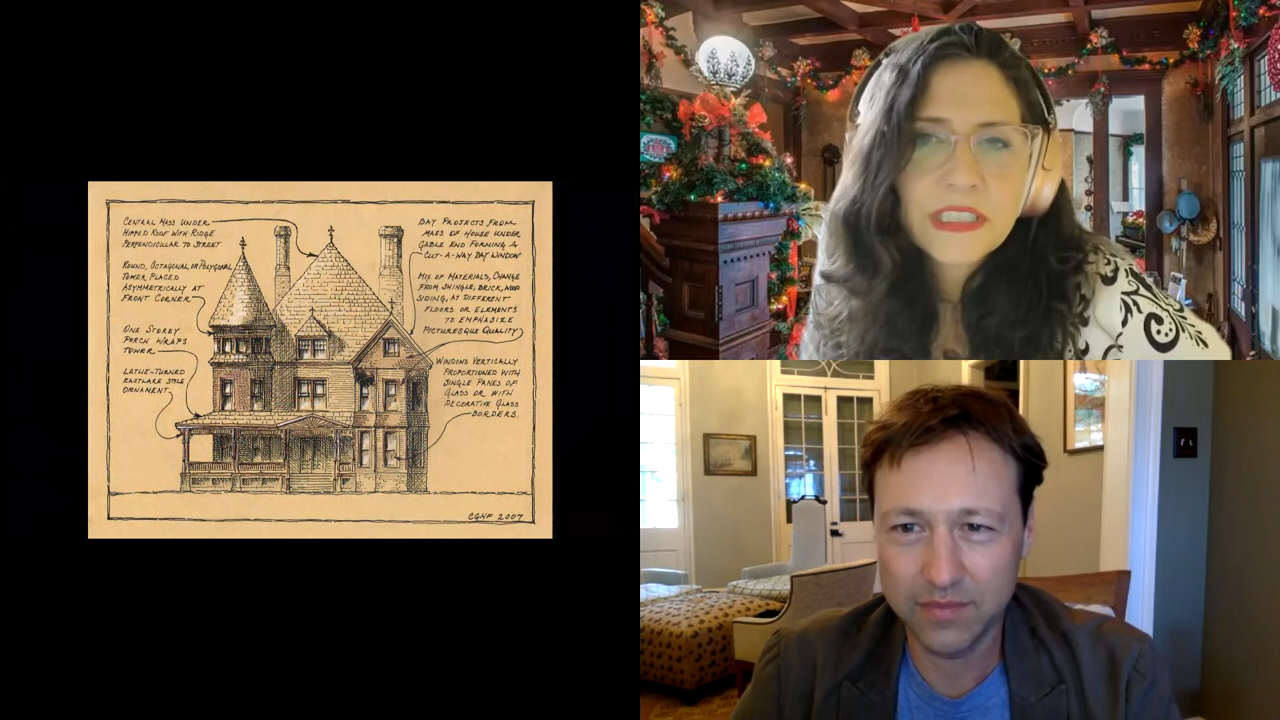 CENTRAL MASS UNDER
HIPPED ROOF WITH RIDGE
PERPENDICULAR TO STREET
ROUND, OCTAGONAL, OR POLYGONAL
TOWER PLACED
ASYMMETRICALLY AT
FRONT CORNER
ONE STOREY
PORCH WRAPS
TOWER
LATHE-TURNED
EASTLAKE STILE
ORNAMENT
BAY PROTECTS FROM
MASS OF HOUSE UNDER
GABLE END FORMING A
CUT-A-WAY BAY WINDOW
MIX OF MATERIALS, CHANGE
FROM SHINGLE, BRICK, WOOD
SIDING, AT DIFFERENT
FLOORS OR ELEMENTS
TO EMPHASIZE
PICTURESQUE QUALITY
WINDOWS VERTICALLY
PROPORTIONED WITH
SINGLE PANES OF
GLASS OR WITH
DECORATIVE GLASS
BORDERS.
CGHF 2007